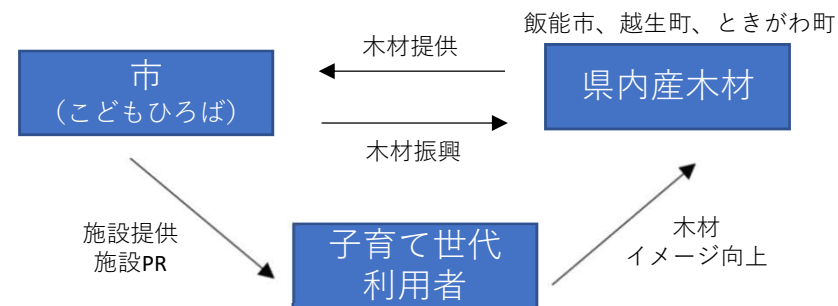 飯能市、越生町、ときがわ町
木材提供
市
（こどもひろば）
県内産木材
木材振興
施設提供
施設PR
子育て世代
利用者
木材
イメージ向上